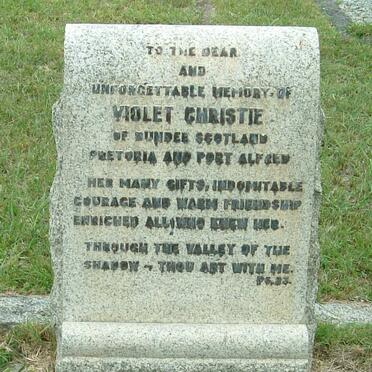 TO THE DEAR
AND
UNFORGETTABLE MEMORY OF
VIOLET CHRISTIE
OF DUNDEE SCOTLAND
PRETORIA AND PORT ALFRED
HER MANY GIFTS, INDOMITABLE
COURAGE AND WARM FRIENDSHIP
ENRICHED ALL WHO KNEW HER.
THROUGH THE VALLEY OF THE
SHADOW ~ THOU ART WITH ME.
PS. 23.